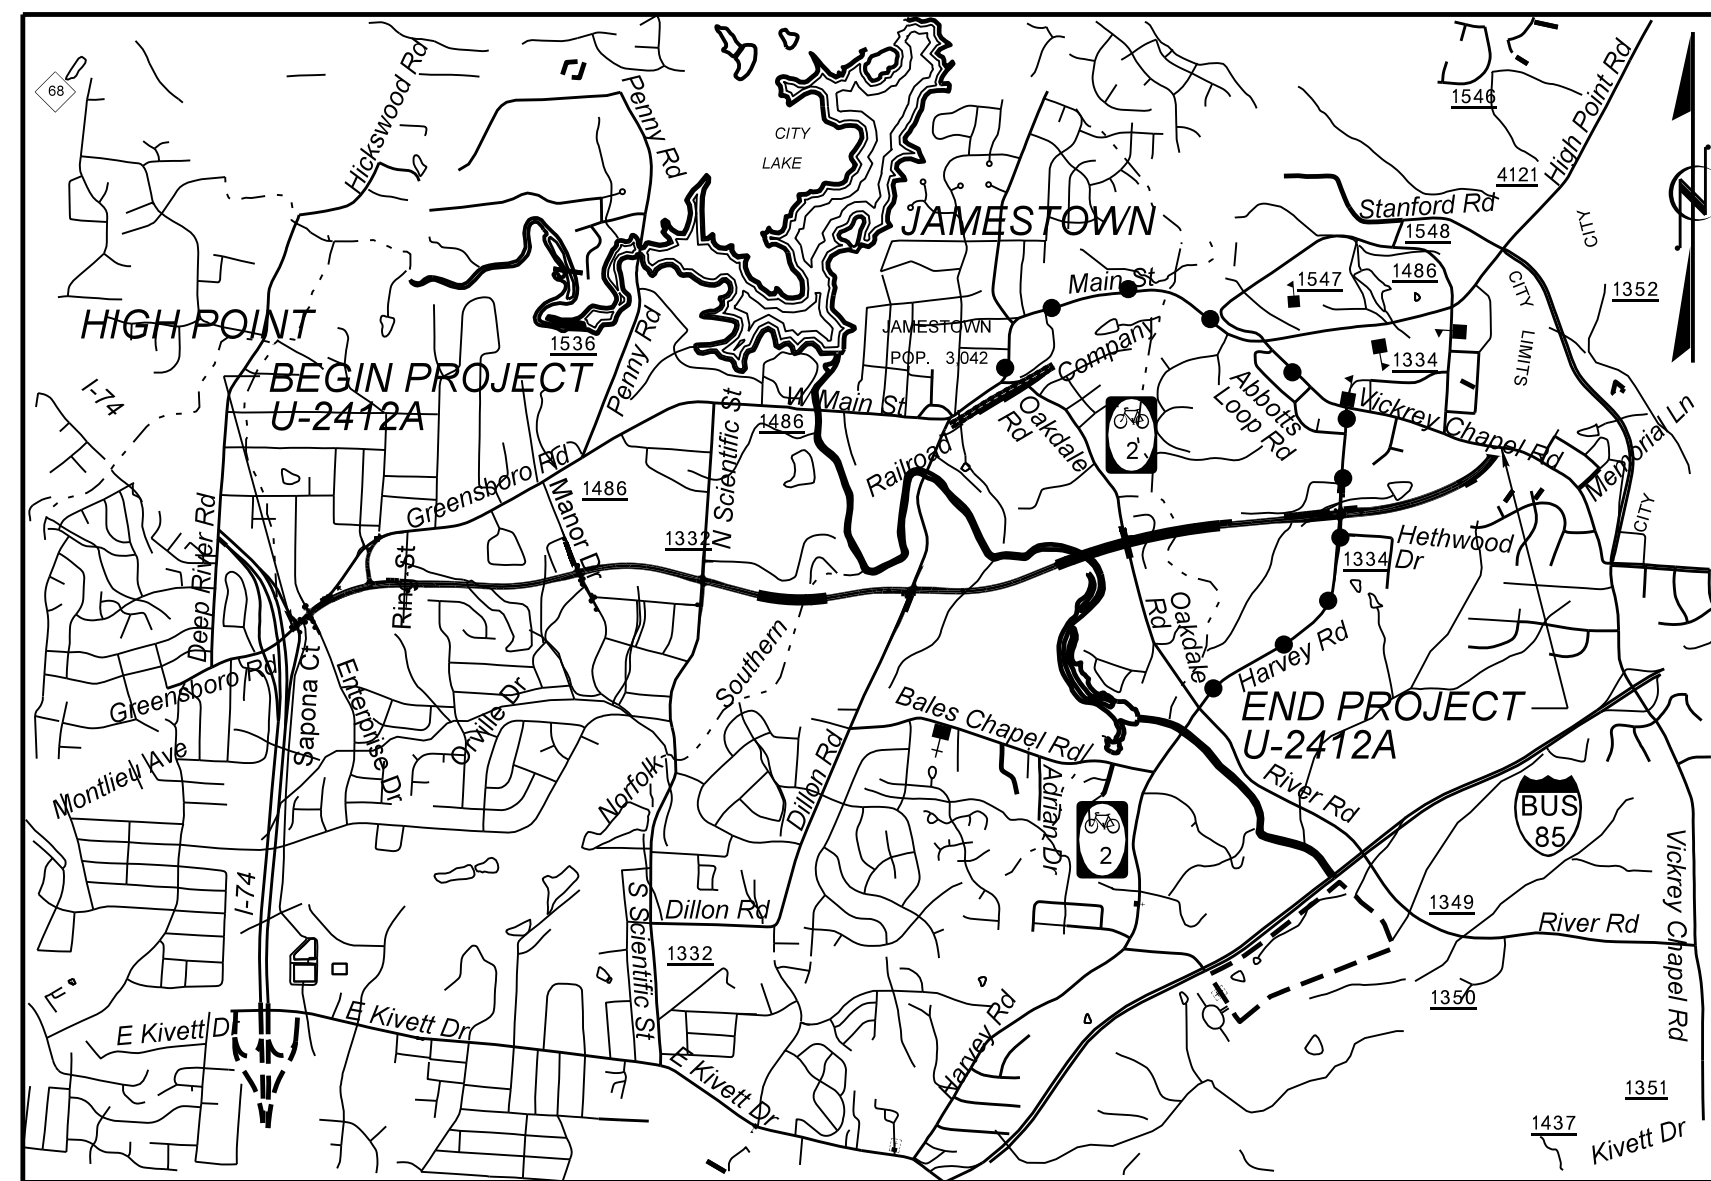 68
Hickswood Rd
Penny Rd
CITY
LAKE
1546
High Point Rd
4121
JAMESTOWN
Stanford Rd
1548
CITY
1547
1486
Main St
CITY LIMITS
1352
HIGH POINT
JAMESTOWN
POP. 3,042
1536
Penny Rd
Company
1334
I-74
BEGIN PROJECT
U-2412A
W Main St
1486
N Scientific St
Oakdale
Rd
2
Abbotts
Loop Rd
Vickrey Chapel Rd
Memorial Ln
Railroad
Greensboro Rd
1486
Manor Dr
1332
Deep River Rd
Ring St
CITY
Hethwood
Dr
1334
Oakdale
Rd
Harvey Rd
Greensboro Rd
Sapona Ct
Enterprise Dr
Orville Dr
Southern
Bales Chapel Rd
END PROJECT
U-2412A
Montlieu Ave
Norfolk
Dillon Rd
Adrian Dr
River Rd
BUS
85
2
I-74
S Scientific St
Dillon Rd
1332
1349
River Rd
Vickrey Chapel Rd
1350
E Kivett Dr
E Kivett Dr
E Kivett Dr
Harvey Rd
1351
1437
Kivett Dr